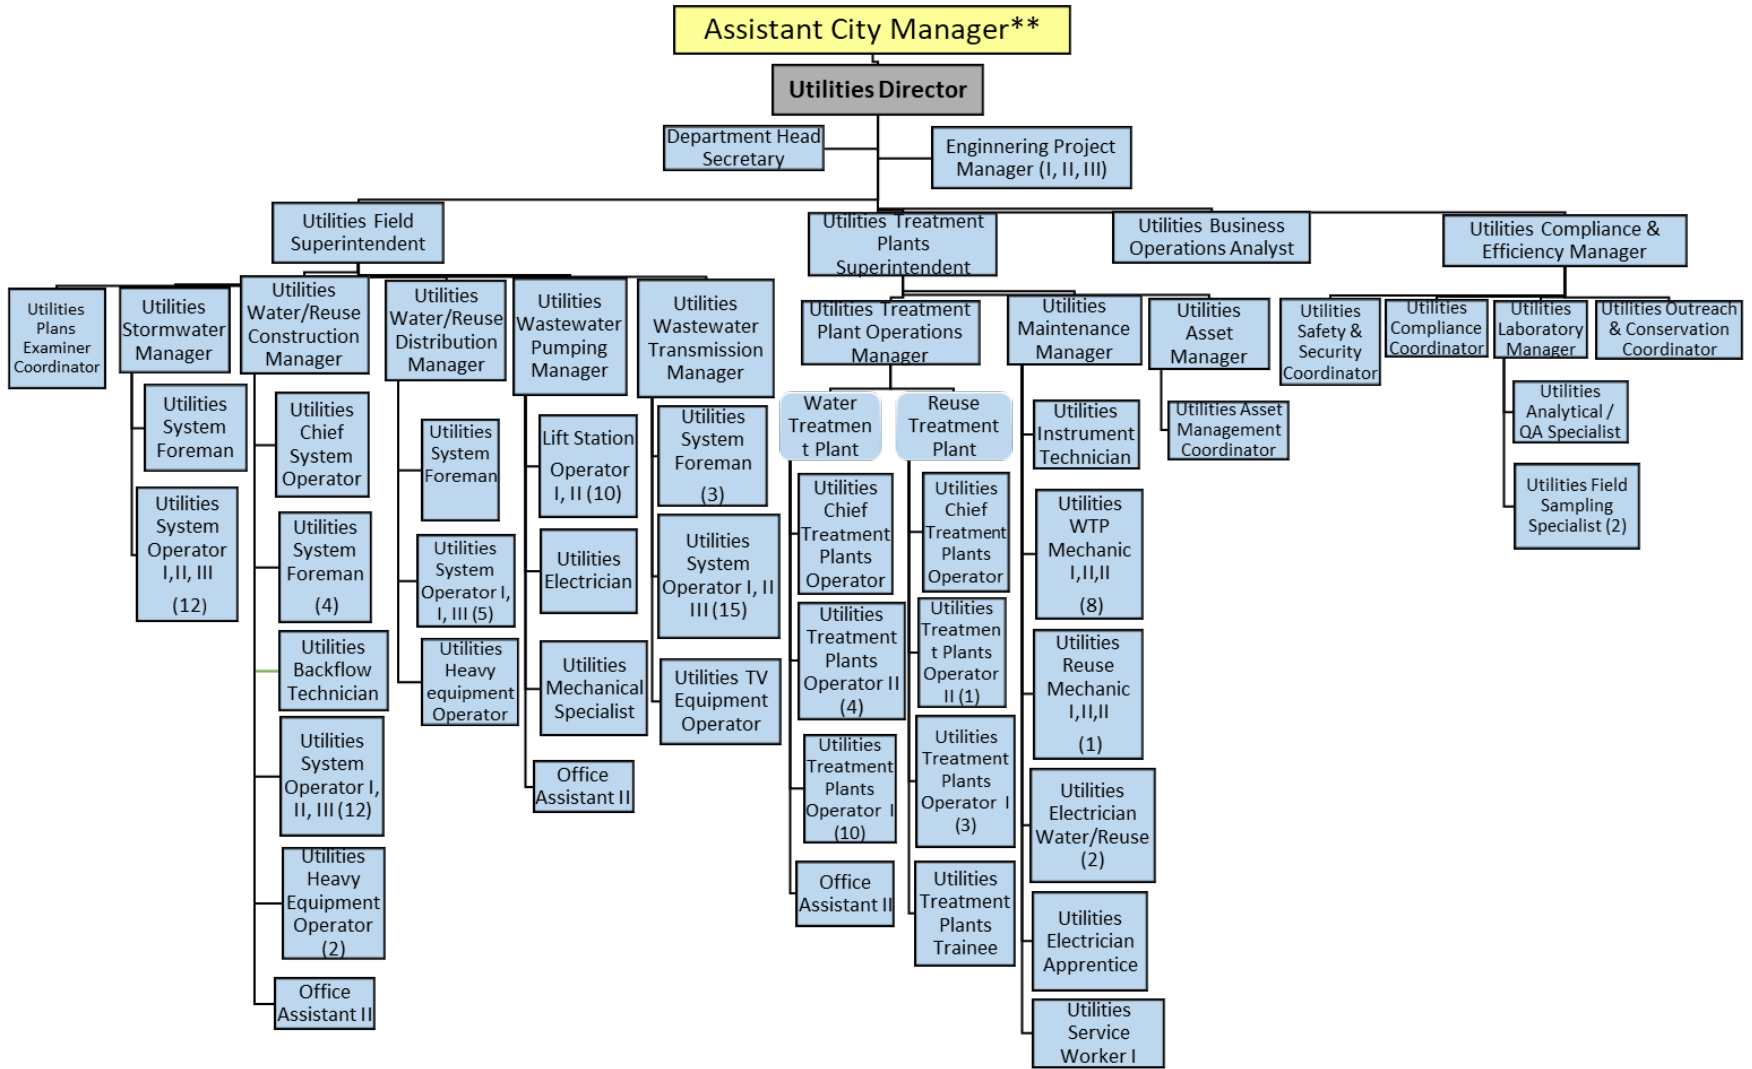 Assistant City Manager**
Utilities Director
Department Head
Secretary
Enginnering Project
Manager (I, II, III)
Utilities Field
Superintendent
Utilities Treatment
Plants
Superintendent
Utilities Business
Operations Analyst
Utilities Compliance &
Efficiency Manager
Utilities
Plans
Examiner
Coordinator
Utilities
Stormwater
Manager
Utilities
Water/Reuse
Construction
Manager
Utilities
Water/Reuse
Distribution
Manager
Utilities
Wastewater
Pumping
Manager
Utilities
Wastewater
Transmission
Manager
Utilities Treatment
Plant Operations
Manager
Utilities
Maintenance
Manager
Utilities
Asset
Manager
Utilities
Safety &
Security
Coordinator
Utilities
Compliance
Coordinator
Utilities
Laboratory
Manager
Utilities Outreach
& Conservation
Coordinator
Utilities
System
Foreman
Utilities
System
Operator
I,II, III
(12)
Utilities
Chief
System
Operator
Utilities
System
Foreman
(4)
Utilities
Backflow
Technician
Utilities
System
Operator I,
II, III (12)
Utilities
Heavy
Equipment
Operator
(2)
Office
Assistant II
Utilities
System
Foreman
Utilities
System
Operator I,
I, III (5)
Utilities
Heavy
equipment
Operator
Lift Station
Operator
I, II (10)
Utilities
Electrician
Utilities
Mechanical
Specialist
Office
Assistant II
Utilities
System
Foreman
(3)
Utilities
System
Operator I, II
III (15)
Utilities TV
Equipment
Operator
Water
Treatmen
t Plant
Utilities
Chief
Treatment
Plants
Operator
Utilities
Treatment
Plants
Operator II
(4)
Utilities
Treatment
Plants
Operator I
(10)
Office
Assistant II
Reuse
Treatment
Plant
Utilities
Chief
Treatment
Plants
Operator
Utilities
Treatmen
t Plants
Operator
II (1)
Utilities
Treatment
Plants
Operator I
(3)
Utilities
Treatment
Plants
Trainee
Utilities
Instrument
Technician
Utilities
WTP
Mechanic
I,II,II
(8)
Utilities
Reuse
Mechanic
I,II,II
(1)
Utilities
Electrician
Water/Reuse
(2)
Utilities
Electrician
Apprentice
Utilities
Service
Worker I
Utilities Asset
Management
Coordinator
Utilities
Analytical /
QA Specialist
Utilities Field
Sampling
Specialist (2)